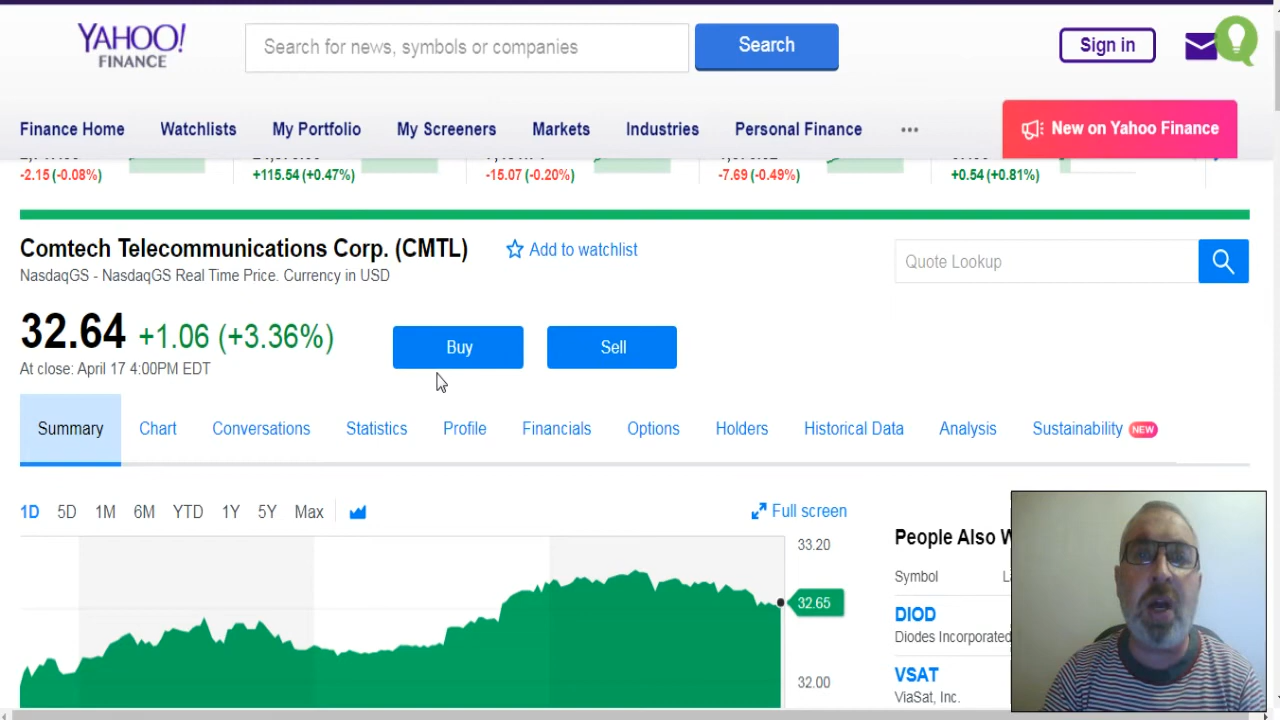 YAHOO!
FINANCE
Search for news, symbols or companies
Search
Sign in
Finance Home Watchlists My Portfolio My Screeners Markets Industries Personal Finance •••
New on Yahoo Finance
-2.15 (-0.08%) +115.54 (+0.47%) -15.07 (-0.20%) -7.69 (-0.49%) +0.54 (+0.81%)
Comtech Telecommunications Corp. (CMTL)
Add to watchlist
Quote Lookup
NasdaqGS - NasdaqGS Real Time Price. Currency in USD
32.64 +1.06 (+3.36%)
Buy Sell
At close: April 17 4:00PM EDT
Summary Chart Conversations Statistics Profile Financials Options Holders Historical Data Analysis Sustainability NEW
1D 5D 1M 6M YTD 1Y 5Y Max
Full screen
33.20
32.65
32.00
People Also
Symbol
DIOD
Diodes Incorporated
VSAT
ViaSat, Inc.